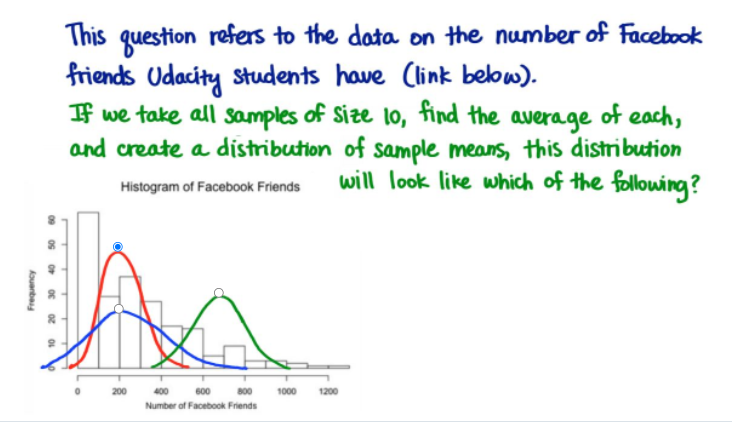 This question refers to the data on the number of Facebook
friends Udacity students have (link below).
If we take all samples of size 10, find the average of each,
and create a distribution of sample means, this distribution
will look like which of the following?
Histogram of Facebook Friends
Frequency
60
50
40
30
20
10
0
0 200 400 600 800 1000 1200
Number of Facebook Friends